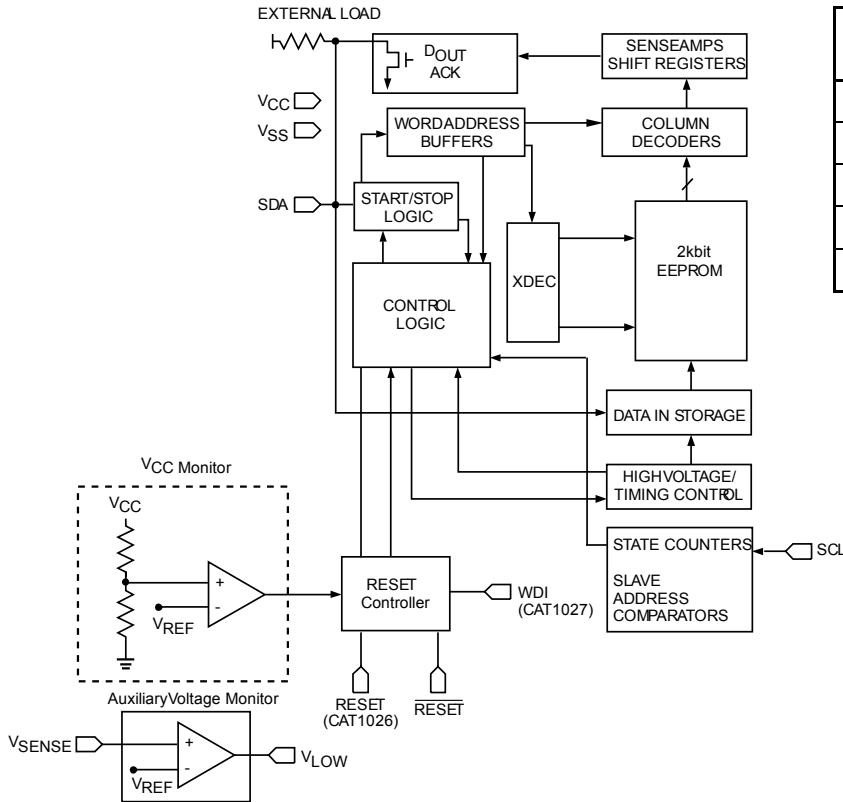 EXTERNAL LOAD
DOUT
ACK
SENSEAMPS
SHIFT REGISTERS
VCC
VSS
WORDADDRESS
BUFFERS
COLUMN
DECODERS
SDA
START/STOP
LOGIC
XDEC
2kbit
EEPROM
CONTROL
LOGIC
DATA IN STORAGE
HIGHVOLTAGE/
TIMING CONTROL
STATE COUNTERS
SLAVE
ADDRESS
COMPARATORS
SCL
VCC Monitor
VCC
+
-
VREF
RESET
Controller
WDI
(CAT1027)
RESET
(CAT1026)
RESET
AuxiliaryVoltage Monitor
VSENSE
+
-
VREF
VLOW